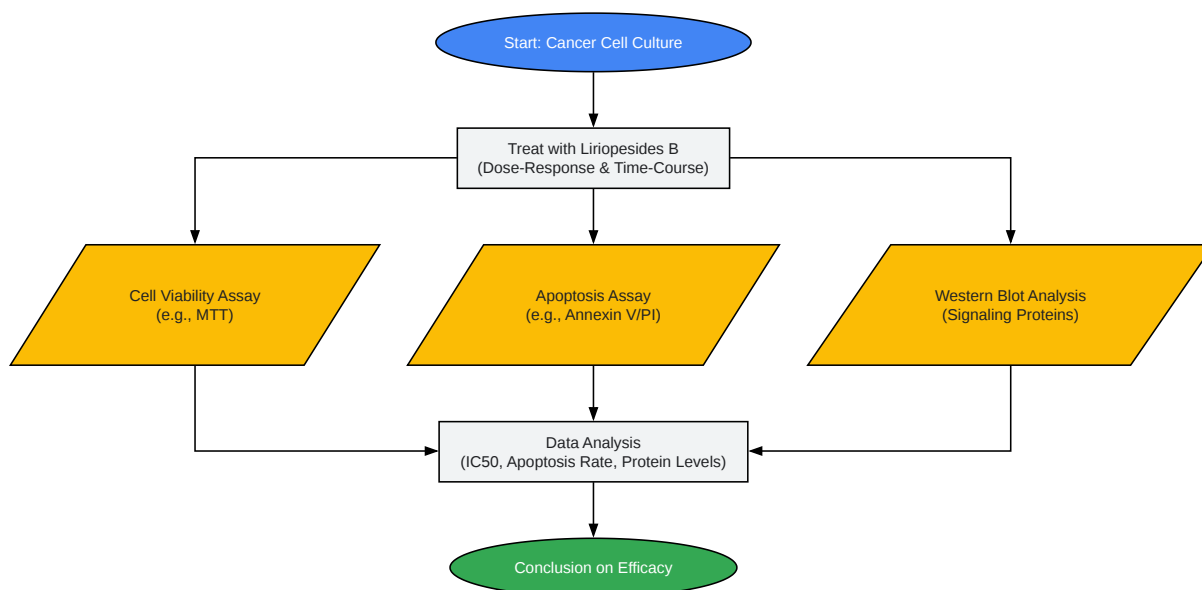 Start: Cancer Cell Culture
Treat with Liriopesides B
(Dose-Response & Time-Course)
Cell Viability Assay
(e.g., MTT)
Apoptosis Assay
(e.g., Annexin V/PI)
Western Blot Analysis
(Signaling Proteins)
Data Analysis
(IC50, Apoptosis Rate, Protein Levels)
Conclusion on Efficacy